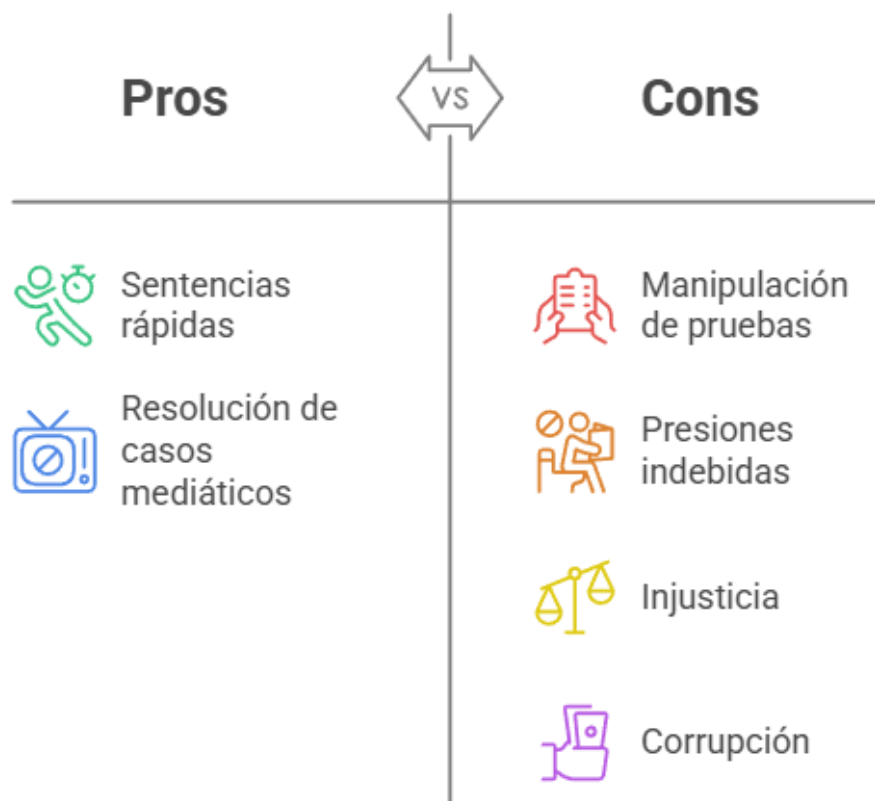 Pros
VS
Cons
Sentencias
rápidas
Resolución de
casos
mediáticos
Manipulación
de pruebas
Presiones
indebidas
Injusticia
Corrupción